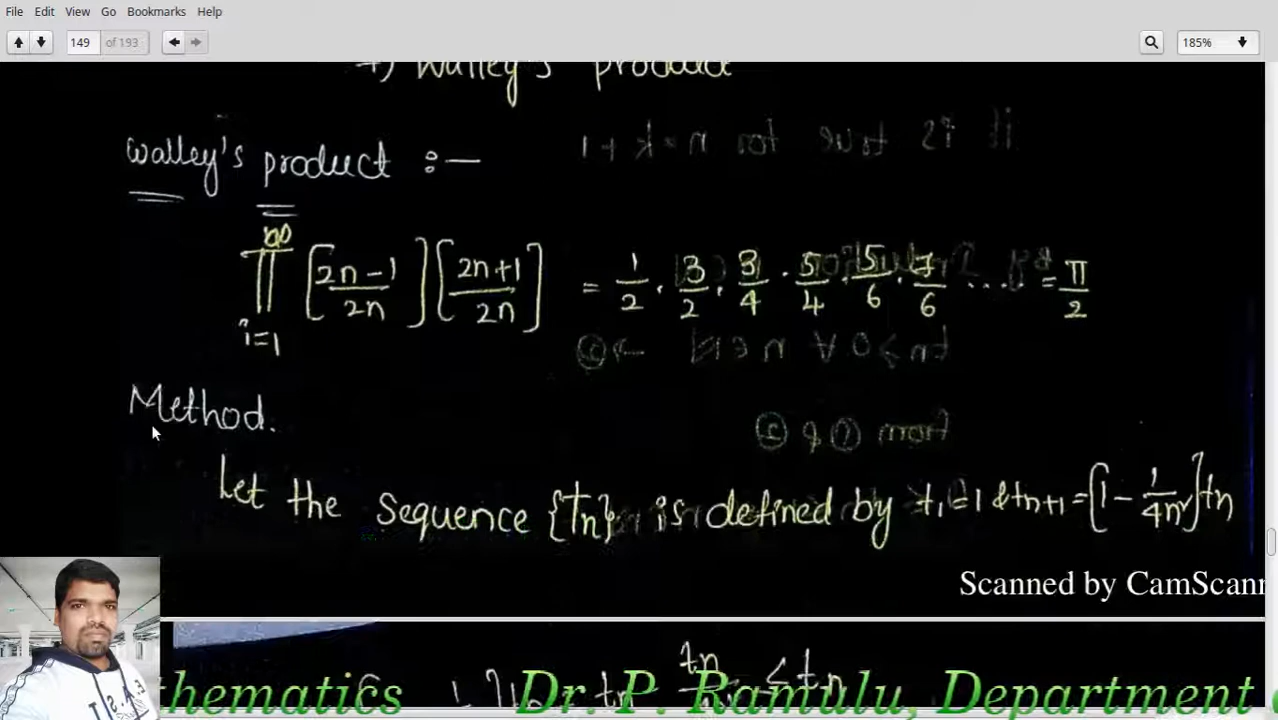 File Edit View Go Bookmarks Help
149 of 193 185%
+) Walley's product
Walley's product :—
∞
∏ [2n-1/2n] [2n+1/2n] = 1/2 · 3/2 · 3/4 · 5/4 · 5/6 · 7/6 .... = π/2
i=1
Method.
Let the Sequence {tn} is defined by t1=1 & tn+1=[1-1/4n²]tn
Scanned by CamScann
tn < tn
thematics Dr. P. Ramulu, Department